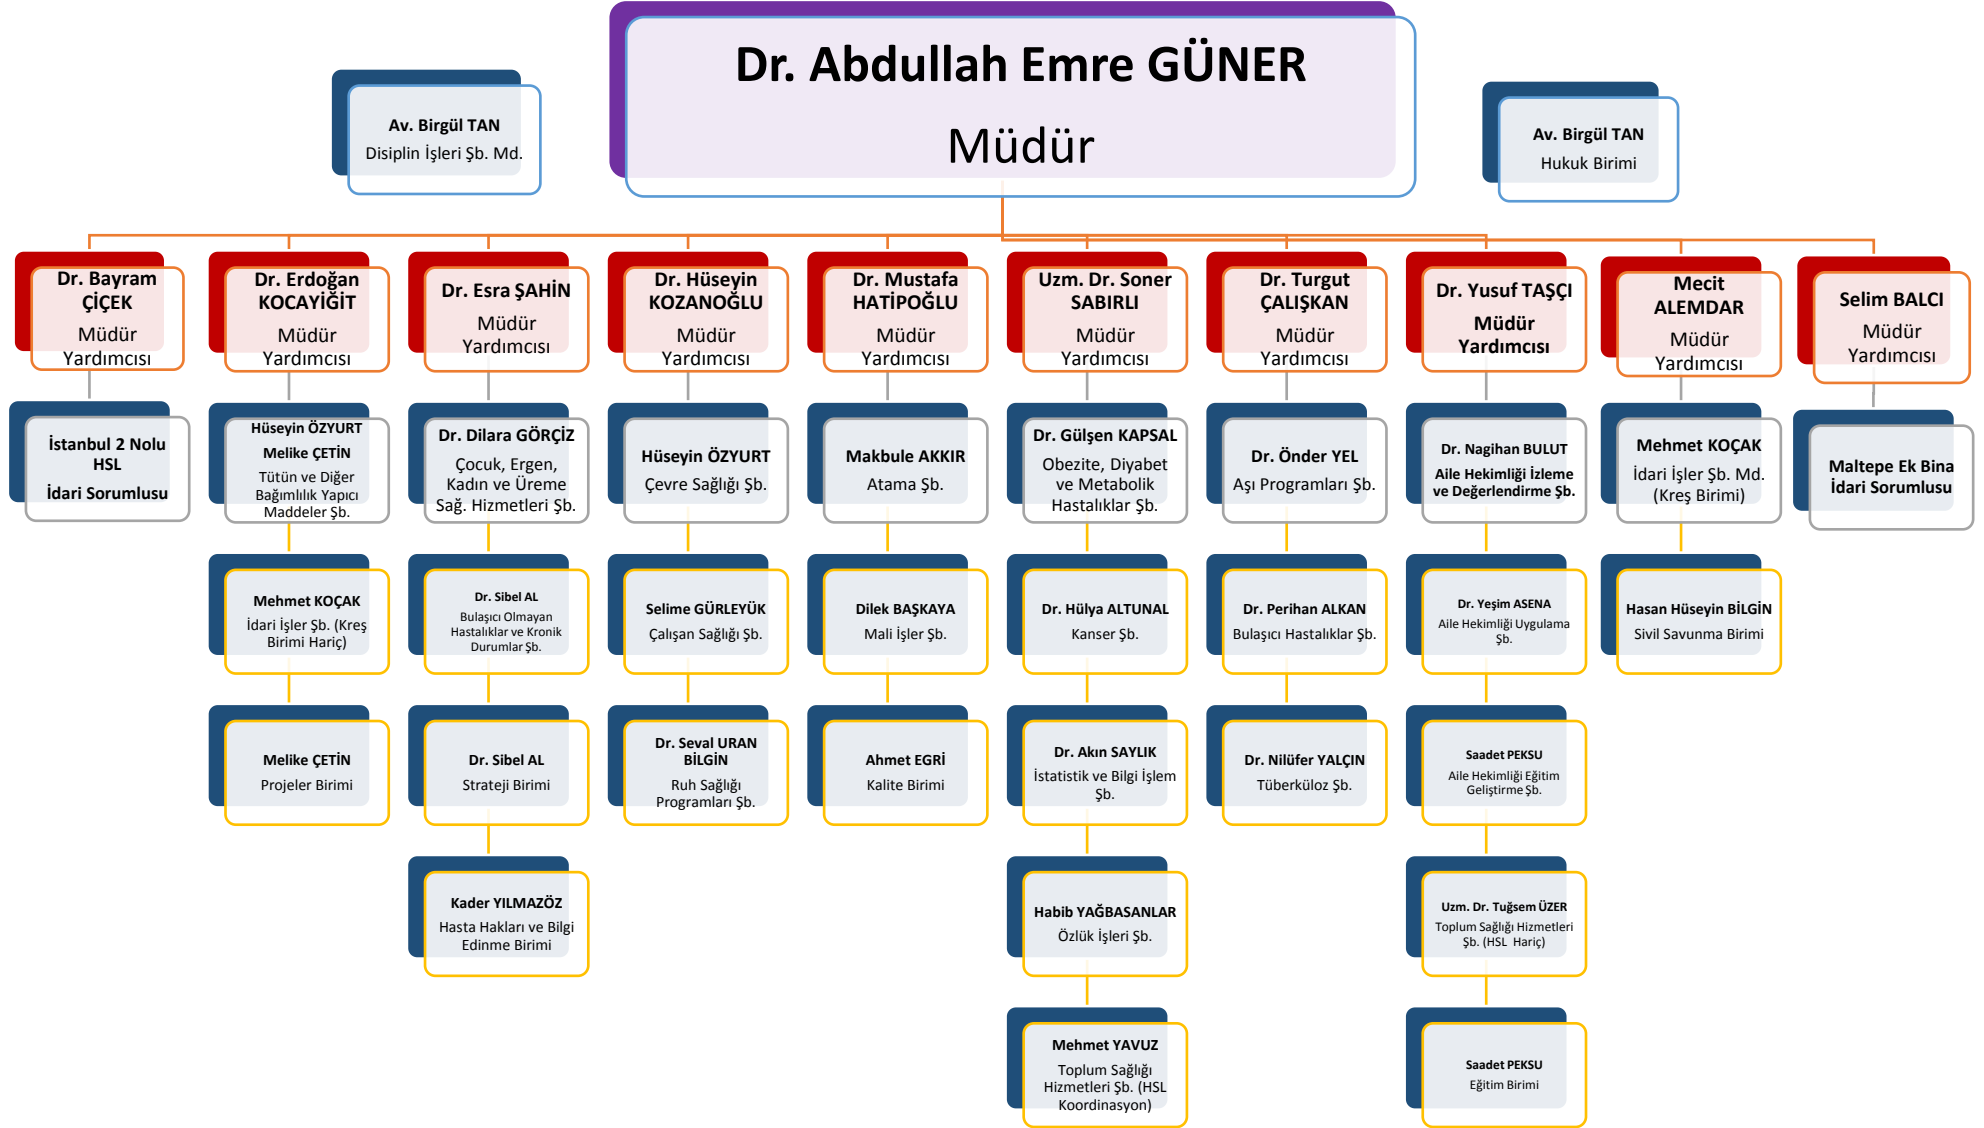 Dr. Abdullah Emre GÜNER
Müdür
Av. Birgül TAN
Disiplin İşleri Şb. Md.
Av. Birgül TAN
Hukuk Birimi
Dr. Bayram
ÇİÇEK
Müdür
Yardımcısı
Dr. Erdoğan
KOCAYİĞİT
Müdür
Yardımcısı
Dr. Esra ŞAHİN
Müdür
Yardımcısı
Dr. Hüseyin
KOZANOĞLU
Müdür
Yardımcısı
Dr. Mustafa
HATİPOĞLU
Müdür
Yardımcısı
Uzm. Dr. Soner
SABIRLI
Müdür
Yardımcısı
Dr. Turgut
ÇALIŞKAN
Müdür
Yardımcısı
Dr. Yusuf TAŞÇI
Müdür
Yardımcısı
Mecit
ALEMDAR
Müdür
Yardımcısı
Selim BALCI
Müdür
Yardımcısı
İstanbul 2 Nolu
HSL
İdari Sorumlusu
Hüseyin ÖZYURT
Melike ÇETİN
Tütün ve Diğer
Bağımlılık Yapıcı
Maddeler Şb.
Dr. Dilara GÖRÇİZ
Çocuk, Ergen,
Kadın ve Üreme
Sağ. Hizmetleri Şb.
Hüseyin ÖZYURT
Çevre Sağlığı Şb.
Makbule AKKIR
Atama Şb.
Dr. Gülşen KAPSAL
Obezite, Diyabet
ve Metabolik
Hastalıklar Şb.
Dr. Önder YEL
Aşı Programları Şb.
Dr. Nagihan BULUT
Aile Hekimliği İzleme
ve Değerlendirme Şb.
Mehmet KOÇAK
İdari İşler Şb. Md.
(Kreş Birimi)
Maltepe Ek Bina
İdari Sorumlusu
Mehmet KOÇAK
İdari İşler Şb. (Kreş
Birimi Hariç)
Dr. Sibel AL
Bulaşıcı Olmayan
Hastalıklar ve Kronik
Durumlar Şb.
Selime GÜRLEYÜK
Çalışan Sağlığı Şb.
Dilek BAŞKAYA
Mali İşler Şb.
Dr. Hülya ALTUNAL
Kanser Şb.
Dr. Perihan ALKAN
Bulaşıcı Hastalıklar Şb.
Dr. Yeşim ASENA
Aile Hekimliği Uygulama
Şb.
Hasan Hüseyin BİLGİN
Sivil Savunma Birimi
Melike ÇETİN
Projeler Birimi
Dr. Sibel AL
Strateji Birimi
Dr. Seval URAN
BİLGİN
Ruh Sağlığı
Programları Şb.
Ahmet EGRİ
Kalite Birimi
Dr. Akın SAYLIK
İstatistik ve Bilgi İşlem
Şb.
Dr. Nilüfer YALÇIN
Tüberküloz Şb.
Saadet PEKSU
Aile Hekimliği Eğitim
Geliştirme Şb.
Kader YILMAZÖZ
Hasta Hakları ve Bilgi
Edinme Birimi
Habib YAĞBASANLAR
Özlük İşleri Şb.
Uzm. Dr. Tuğsem ÜZER
Toplum Sağlığı Hizmetleri
Şb. (HSL Hariç)
Mehmet YAVUZ
Toplum Sağlığı
Hizmetleri Şb. (HSL
Koordinasyon)
Saadet PEKSU
Eğitim Birimi